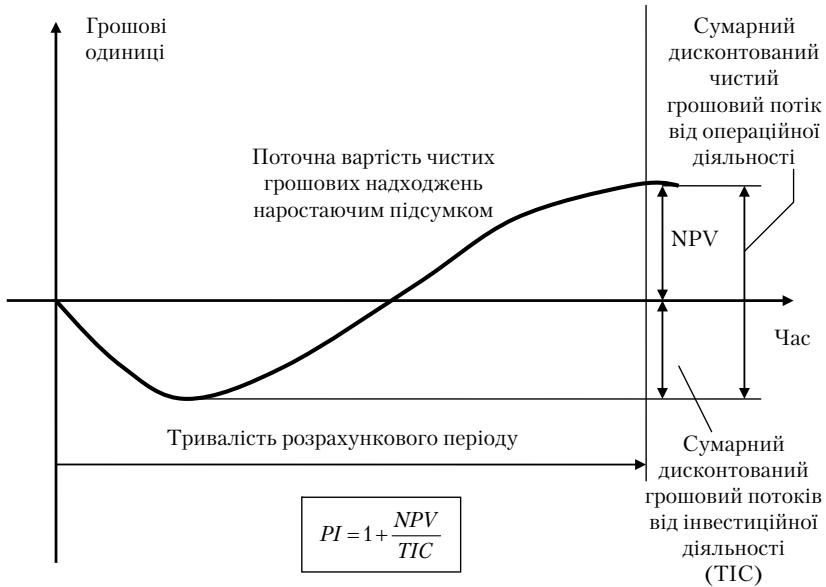 Грошові
одиниці
Сумарний
дисконтований
чистий
грошовий потік
від операційної
діяльності
Поточна вартість чистих
грошових надходжень
наростаючим підсумком
NPV
Час
Тривалість розрахункового періоду
Сумарний
дисконтований
грошовий потоків
від інвестиційної
діяльності
(TIC)
PI = 1 + NPV / TIC